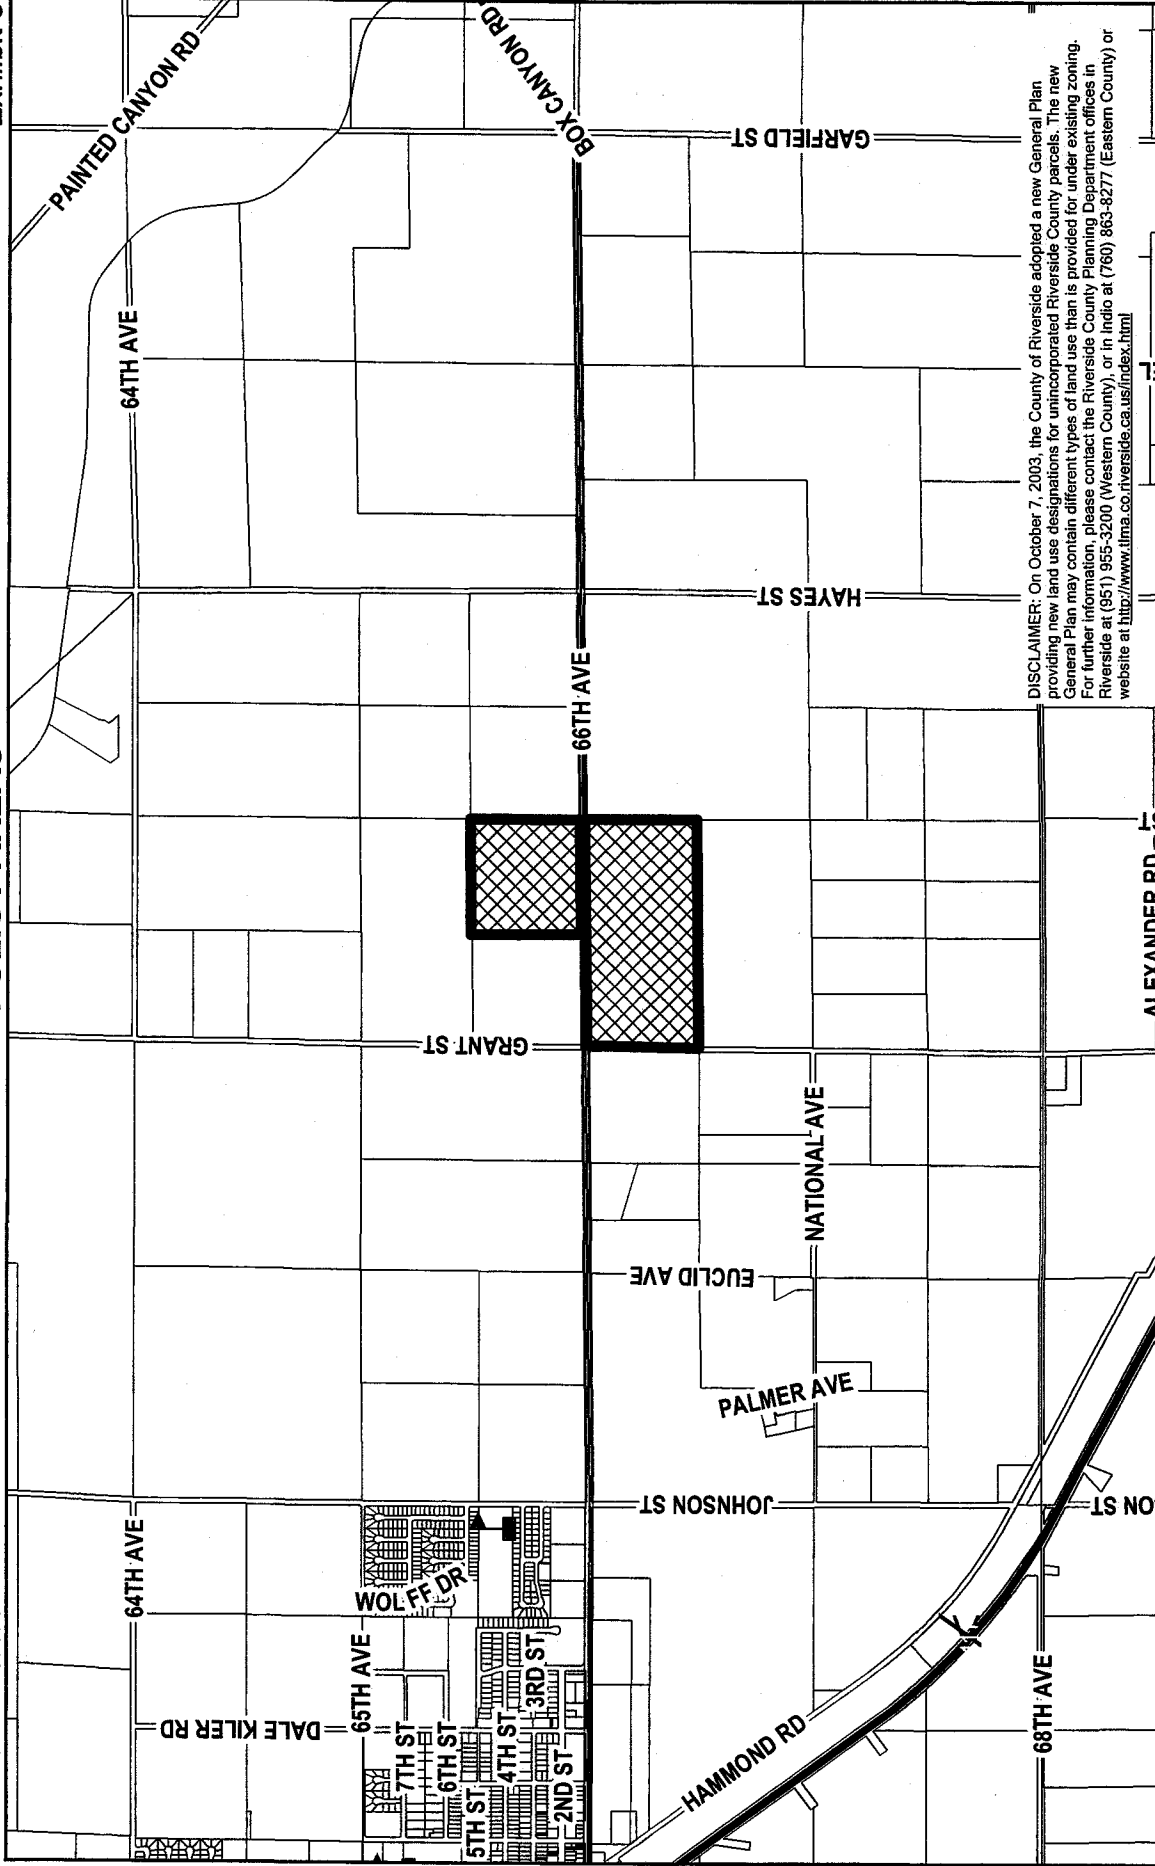 PAINTED CANYON RD
BOX CANYON RD
GARFIELD ST
64TH AVE
HAYES ST
66TH AVE
GRANT ST
NATIONAL AVE
EUCLID AVE
PALMER AVE
JOHNSON ST
ON ST
64TH AVE
WOLFF DR
65TH AVE
DALE KILER RD
7TH ST
6TH ST
5TH ST
4TH ST
3RD ST
2ND ST
HAMMOND RD
68TH AVE
ALEXANDER RD
DISCLAIMER: On October 7, 2003, the County of Riverside adopted a new General Plan
providing new land use designations for unincorporated Riverside County parcels. The new
General Plan may contain different types of land use than is provided for under existing zoning.
For further information, please contact the Riverside County Planning Department offices in
Riverside at (951) 955-3200 (Western County), or in Indio at (760) 863-8277 (Eastern County) or
website at http://www.tlma.co.riverside.ca.us/index.html